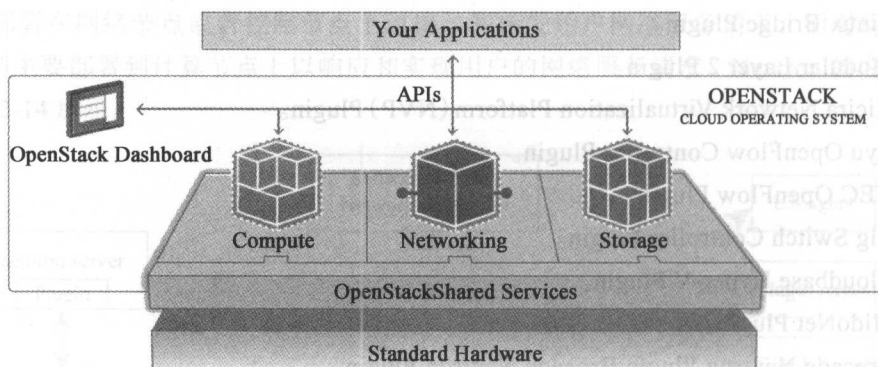 Your Applications
APIs
OPENSTACK
CLOUD OPERATING SYSTEM
OpenStack Dashboard
Compute
Networking
Storage
OpenStackShared Services
Standard Hardware